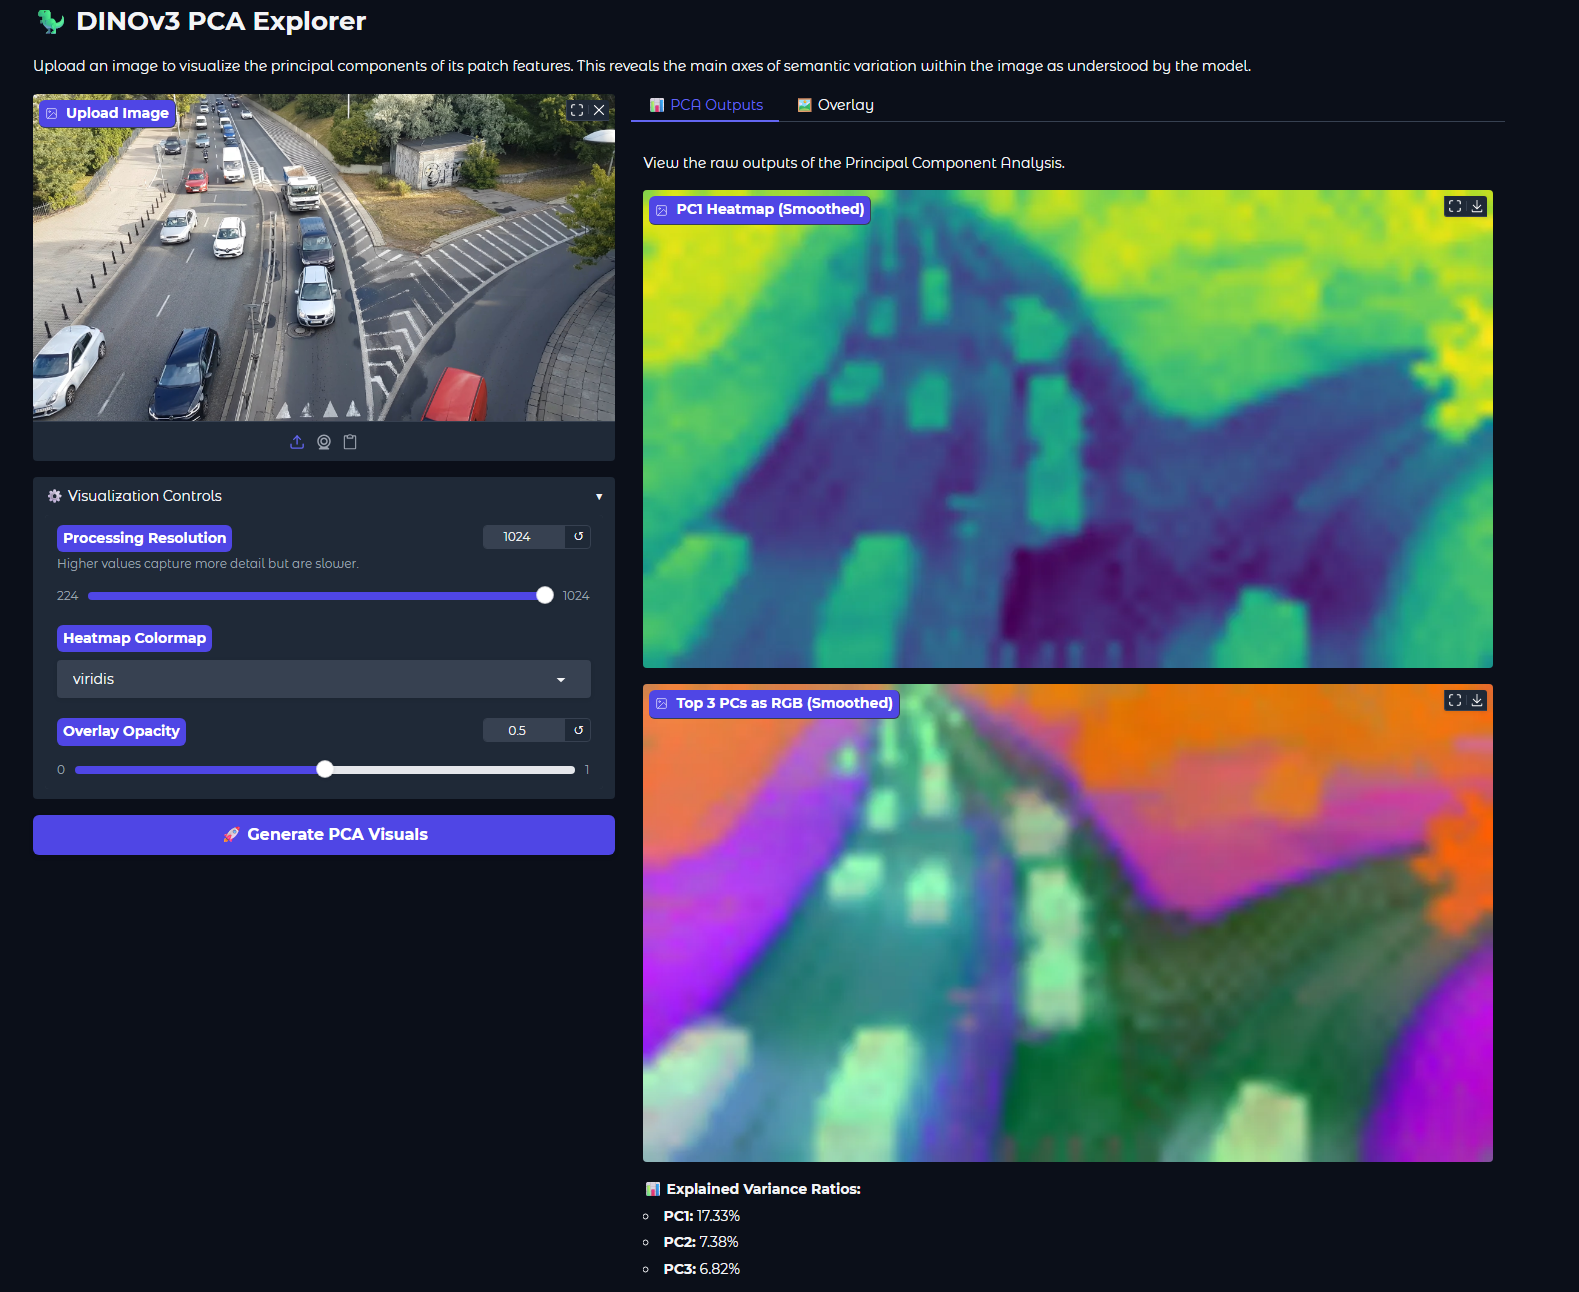 DINOv3 PCA Explorer
Upload an image to visualize the principal components of its patch features. This reveals the main axes of semantic variation within the image as understood by the model.
Upload Image
Visualization Controls
Processing Resolution
1024
Higher values capture more detail but are slower.
224
1024
Heatmap Colormap
viridis
Overlay Opacity
0.5
0
1
Generate PCA Visuals
PCA Outputs
Overlay
View the raw outputs of the Principal Component Analysis.
PC1 Heatmap (Smoothed)
Top 3 PCs as RGB (Smoothed)
Explained Variance Ratios:
PC1: 17.33%
PC2: 7.38%
PC3: 6.82%